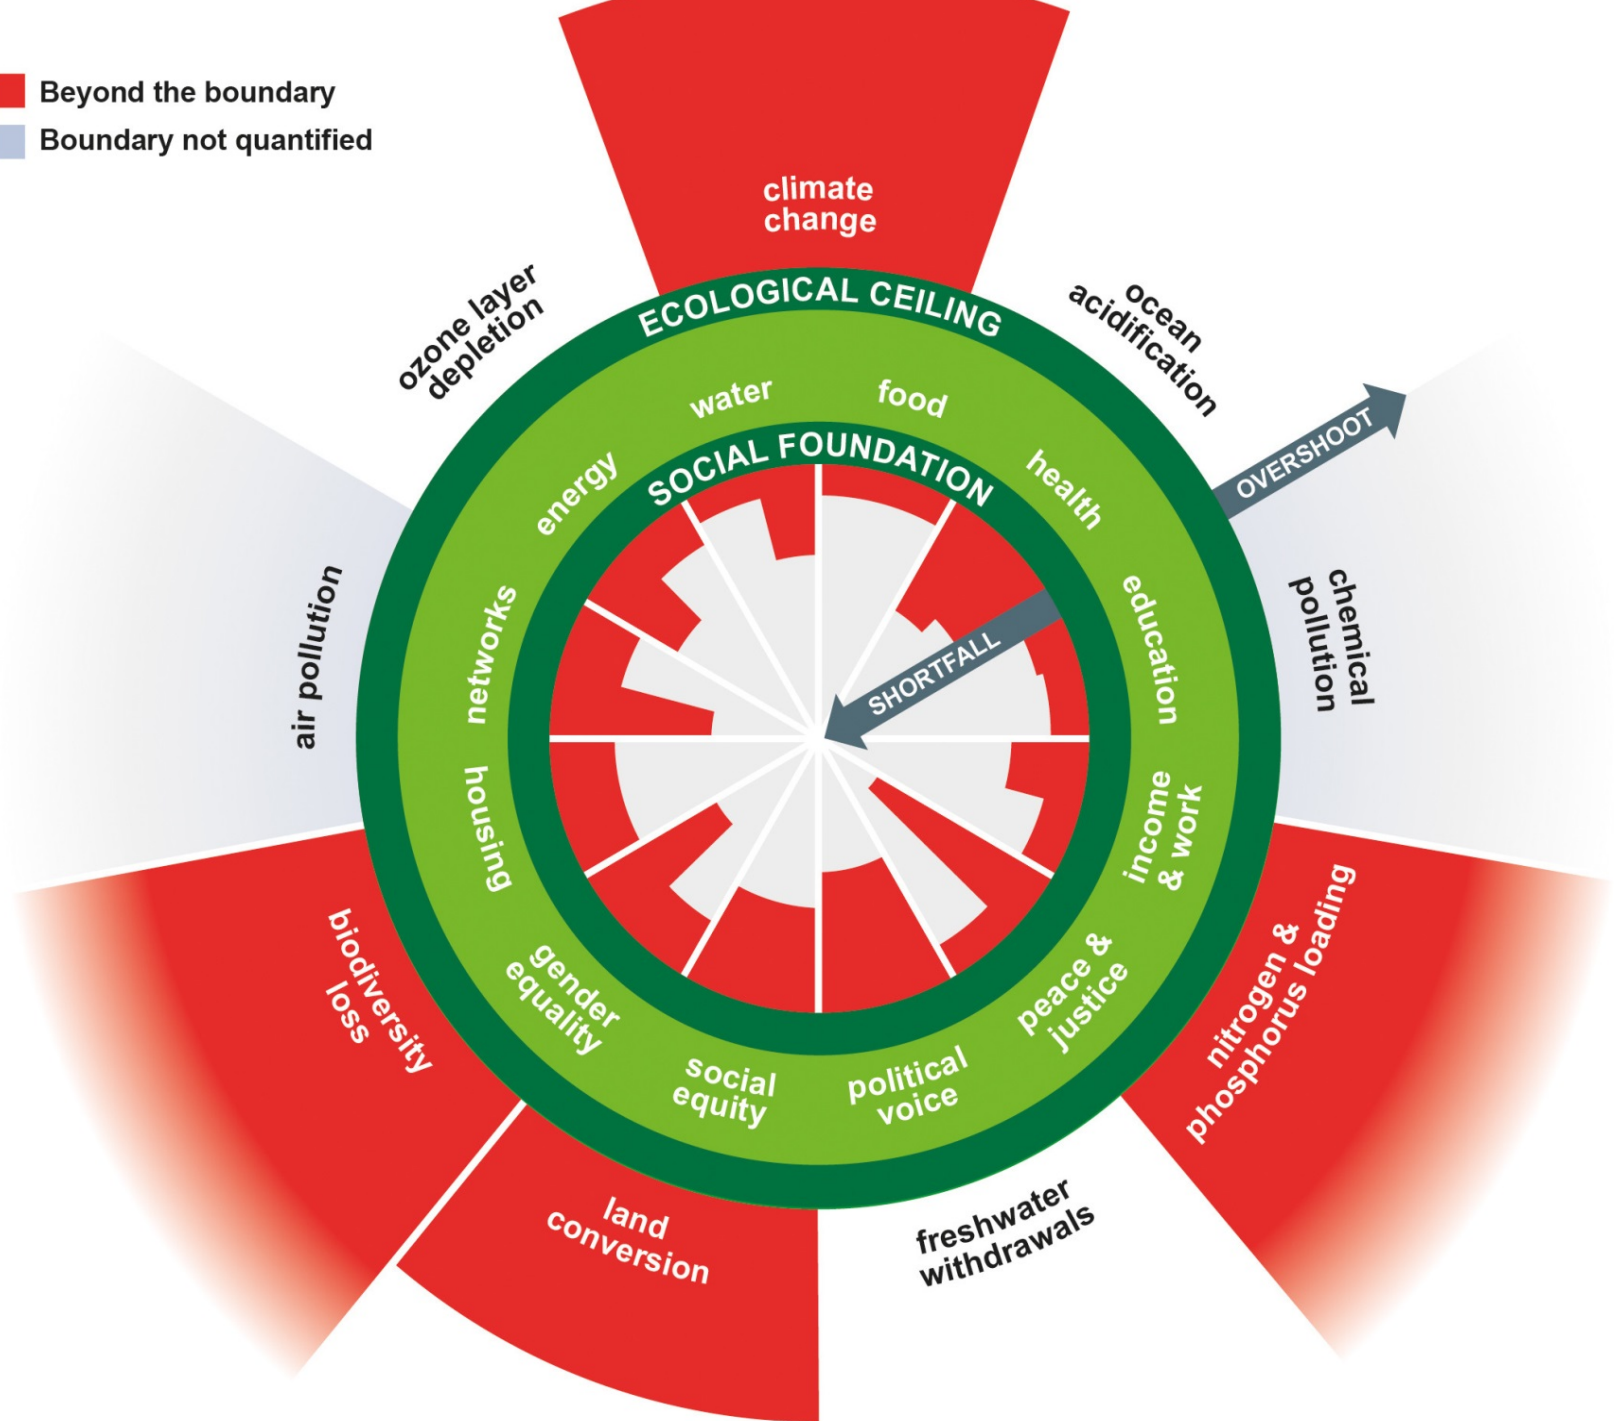 Beyond the boundary
Boundary not quantified
climate
change
ECOLOGICAL CEILING
ozone layer
depletion
ocean
acidification
water
food
SOCIAL FOUNDATION
energy
health
OVERSHOOT
networks
education
SHORTFALL
air pollution
chemical
pollution
housing
income
& work
biodiversity
loss
nitrogen &
phosphorus loading
gender
equality
peace &
justice
social
equity
political
voice
land
conversion
freshwater
withdrawals